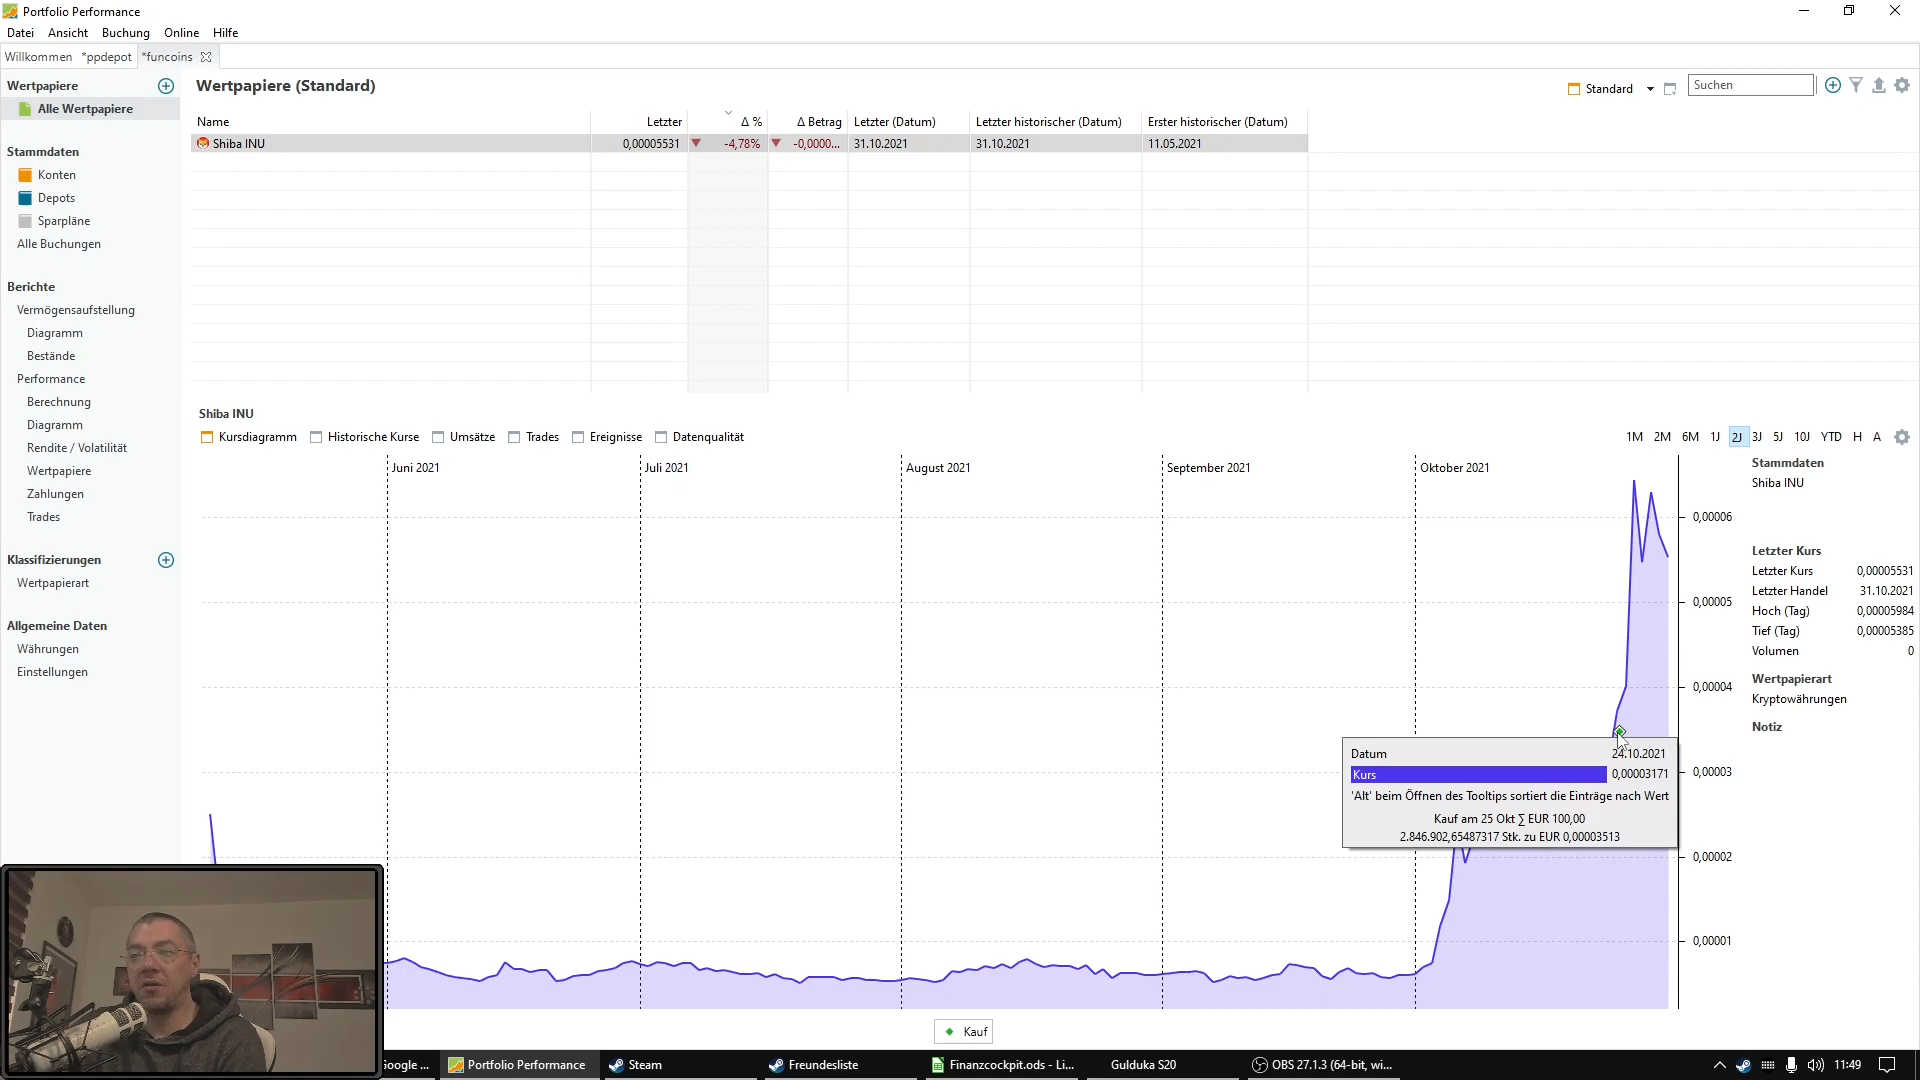 Portfolio Performance
Datei Ansicht Buchung Online Hilfe
Willkommen *ppdepot *funcoins
Wertpapiere
Alle Wertpapiere
Stammdaten
Konten
Depots
Sparpläne
Alle Buchungen
Berichte
Vermögensaufstellung
Diagramm
Bestände
Performance
Berechnung
Diagramm
Rendite / Volatilität
Wertpapiere
Zahlungen
Trades
Klassifizierungen
Wertpapierart
Allgemeine Daten
Währungen
Einstellungen
Wertpapiere (Standard)
Standard
Suchen
Name Letzter Δ % Δ Betrag Letzter (Datum) Letzter historischer (Datum) Erster historischer (Datum)
Shiba INU 0,00005531 -4,78% -0,0000... 31.10.2021 31.10.2021 11.05.2021
Shiba INU
Kursdiagramm Historische Kurse Umsätze Trades Ereignisse Datenqualität
1M 2M 6M 1J 2J 3J 5J 10J YTD H A
Juni 2021 Juli 2021 August 2021 September 2021 Oktober 2021
0,00006
0,00005
0,00004
0,00003
0,00002
0,00001
Datum 24.10.2021
Kurs 0,00003171
'Alt' beim Öffnen des Tooltips sortiert die Einträge nach Wert
Kauf am 25 Okt ∑ EUR 100,00
2.846.902,65487317 Stk. zu EUR 0,00003513
Kauf
Stammdaten
Shiba INU
Letzter Kurs
Letzter Kurs 0,00005531
Letzter Handel 31.10.2021
Hoch (Tag) 0,00005984
Tief (Tag) 0,00005385
Volumen 0
Wertpapierart
Kryptowährungen
Notiz
Google ... Portfolio Performance Steam Freundesliste Finanzcockpit.ods - Li... Gulduka S20 OBS 27.1.3 (64-bit, wi... 11:49